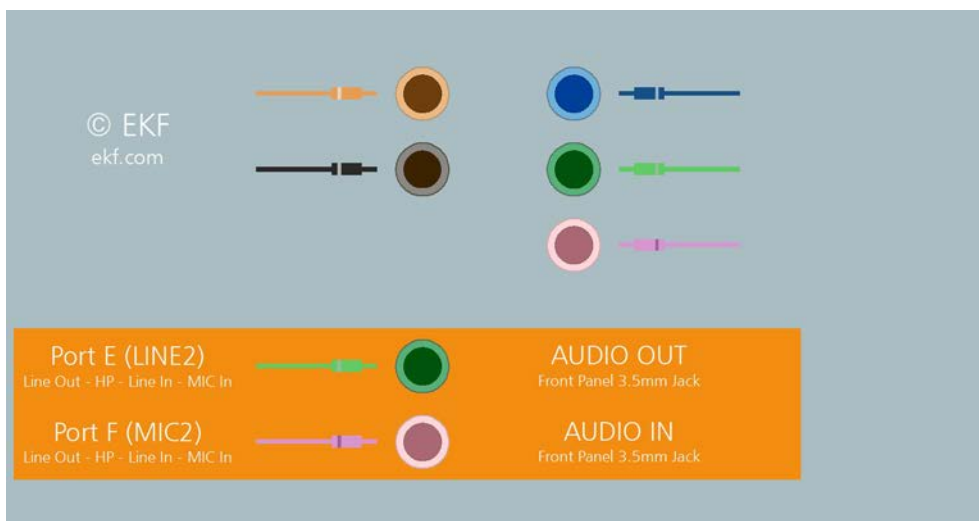 © EKF
ekf.com
Port E (LINE2)
Line Out - HP - Line In - MIC In
AUDIO OUT
Front Panel 3.5mm Jack
Port F (MIC2)
Line Out - HP - Line In - MIC In
AUDIO IN
Front Panel 3.5mm Jack